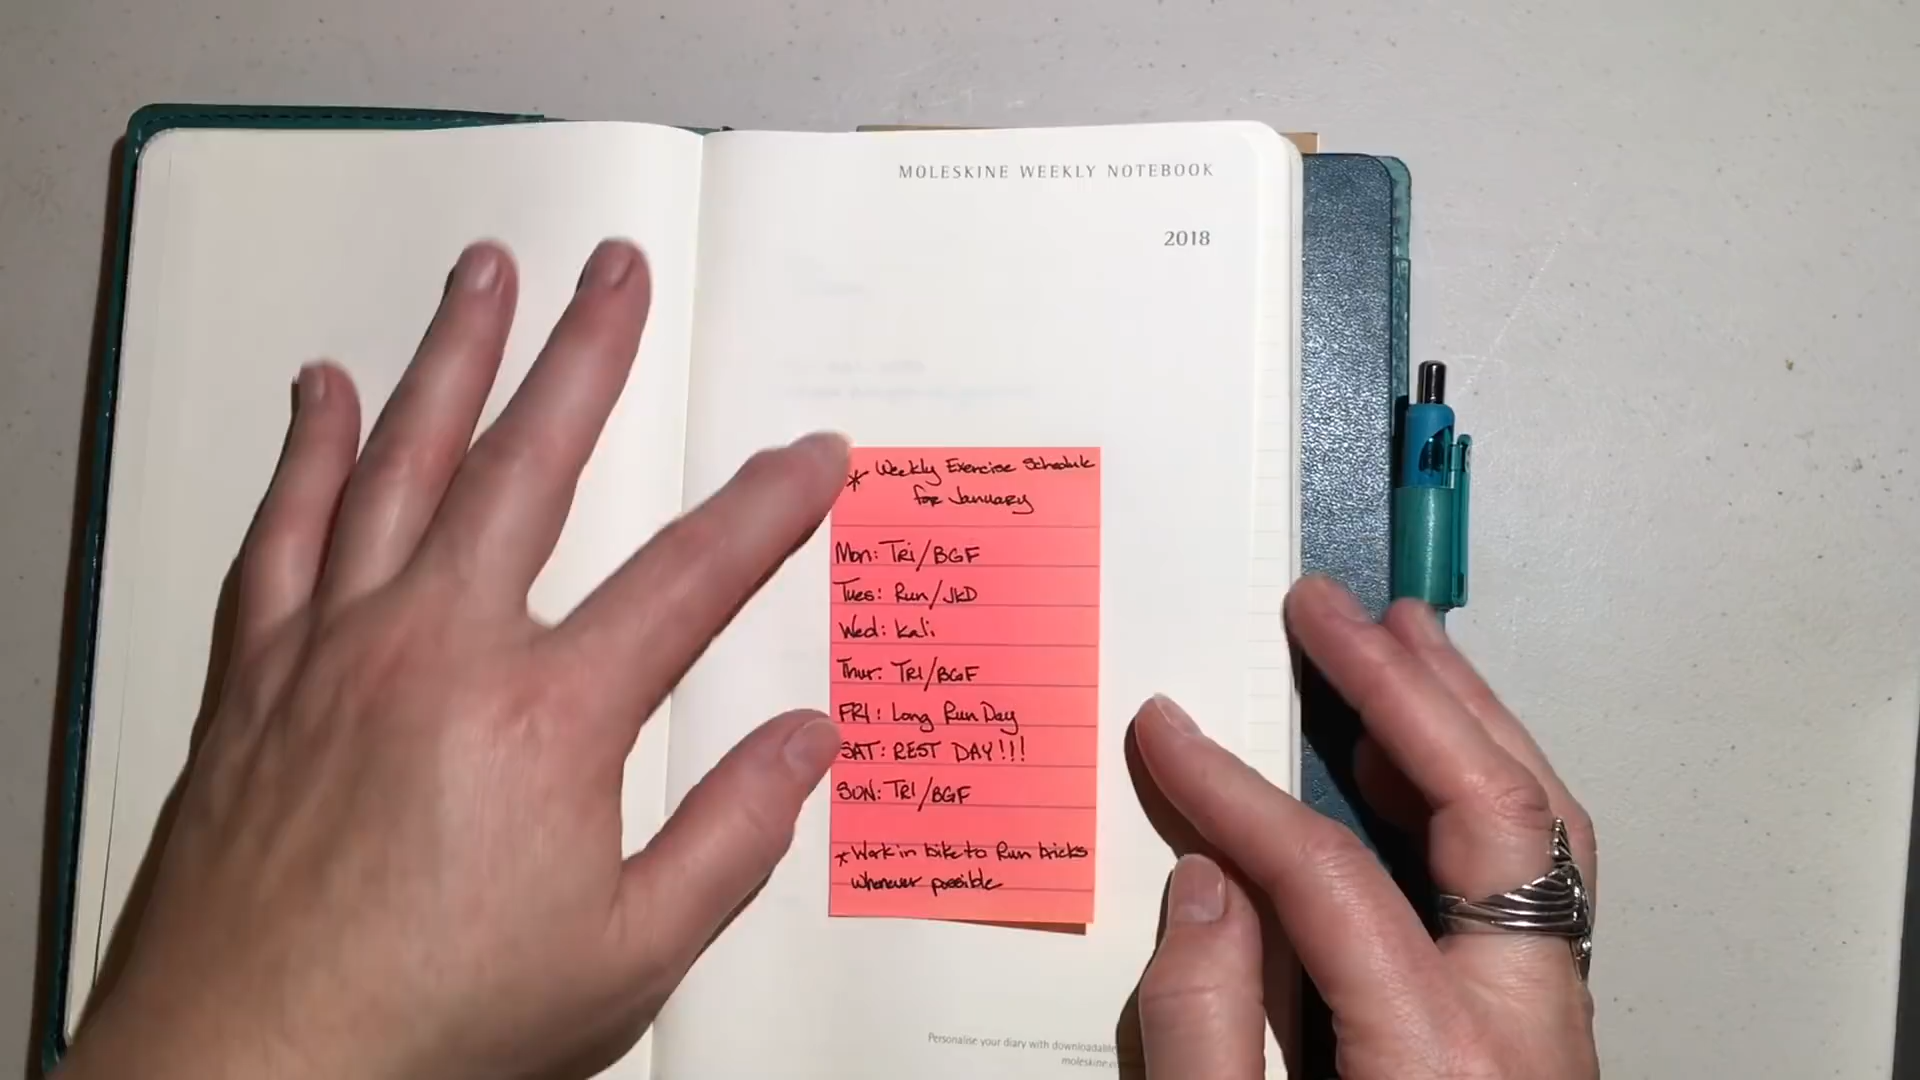 MOLESKINE WEEKLY NOTEBOOK
2018
* Weekly Exercise Schedule
for January
Mon: TRI/BGF
Tues: Run/JKD
Wed: Kali
Thur: TRI/BGF
FRI: Long Run Day
SAT: REST DAY!!!
SUN: TRI/BGF
* Work in bike to Run bricks
whenever possible
Personalise your diary with downloadable